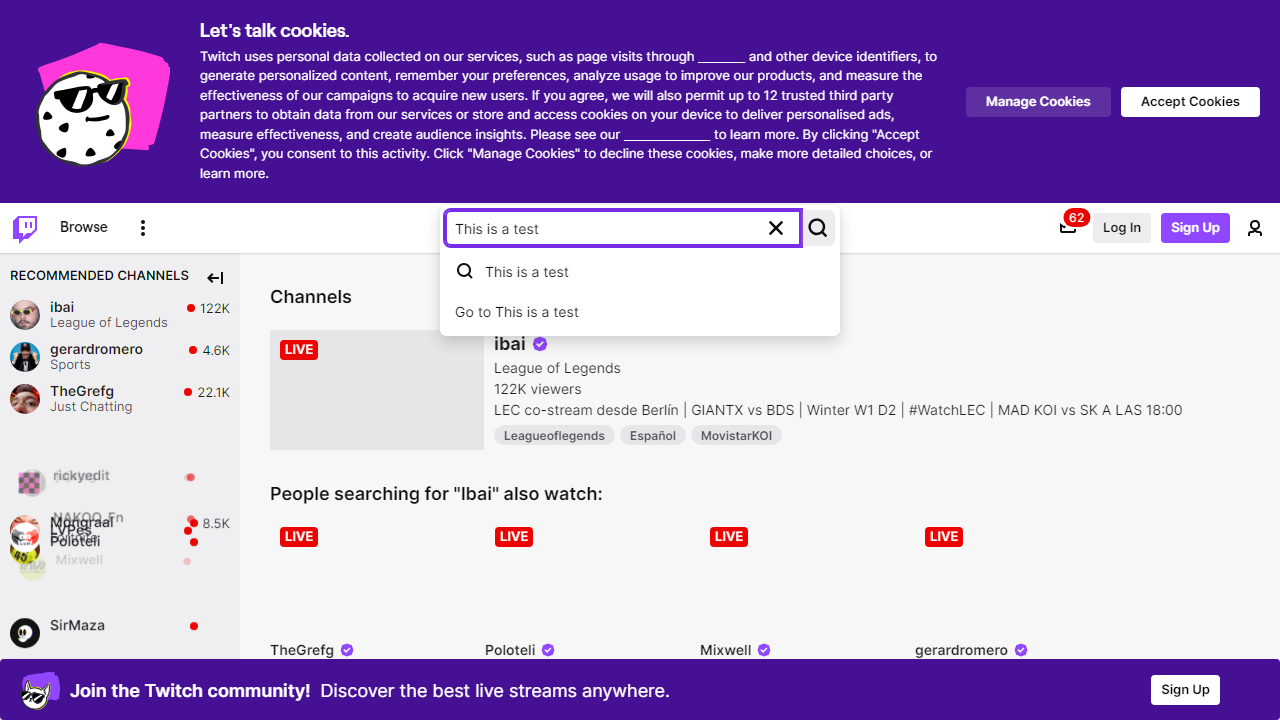 Let's talk cookies.
Twitch uses personal data collected on our services, such as page visits through ________ and other device identifiers, to
generate personalized content, remember your preferences, analyze usage to improve our products, and measure the
effectiveness of our campaigns to acquire new users. If you agree, we will also permit up to 12 trusted third party
partners to obtain data from our services or store and access cookies on your device to deliver personalised ads,
measure effectiveness, and create audience insights. Please see our ______________ to learn more. By clicking "Accept
Cookies", you consent to this activity. Click "Manage Cookies" to decline these cookies, make more detailed choices, or
learn more.
Manage Cookies
Accept Cookies
Browse
This is a test
62
Log In
Sign Up
This is a test
Go to This is a test
RECOMMENDED CHANNELS
ibai
122K
League of Legends
gerardromero
4.6K
Sports
TheGrefg
22.1K
Just Chatting
rickyedit
NAKOO_Fn
Mongraal
8.5K
Fortnite
LVPes
Poloteli
Mixwell
SirMaza
Channels
LIVE
ibai
League of Legends
122K viewers
LEC co-stream desde Berlín | GIANTX vs BDS | Winter W1 D2 | #WatchLEC | MAD KOI vs SK A LAS 18:00
Leagueoflegends
Español
MovistarKOI
People searching for "Ibai" also watch:
LIVE
LIVE
LIVE
LIVE
TheGrefg
Poloteli
Mixwell
gerardromero
Join the Twitch community! Discover the best live streams anywhere.
Sign Up